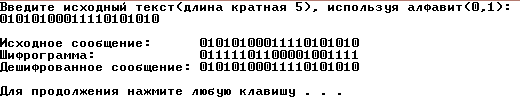 Введите исходный текст(длина кратная 5), используя алфавит(0,1):
01010100011110101010
Исходное сообщение: 01010100011110101010
Шифрограмма: 01111101100001001111
Дешифрованное сообщение: 01010100011110101010
Для продолжения нажмите любую клавишу . . .